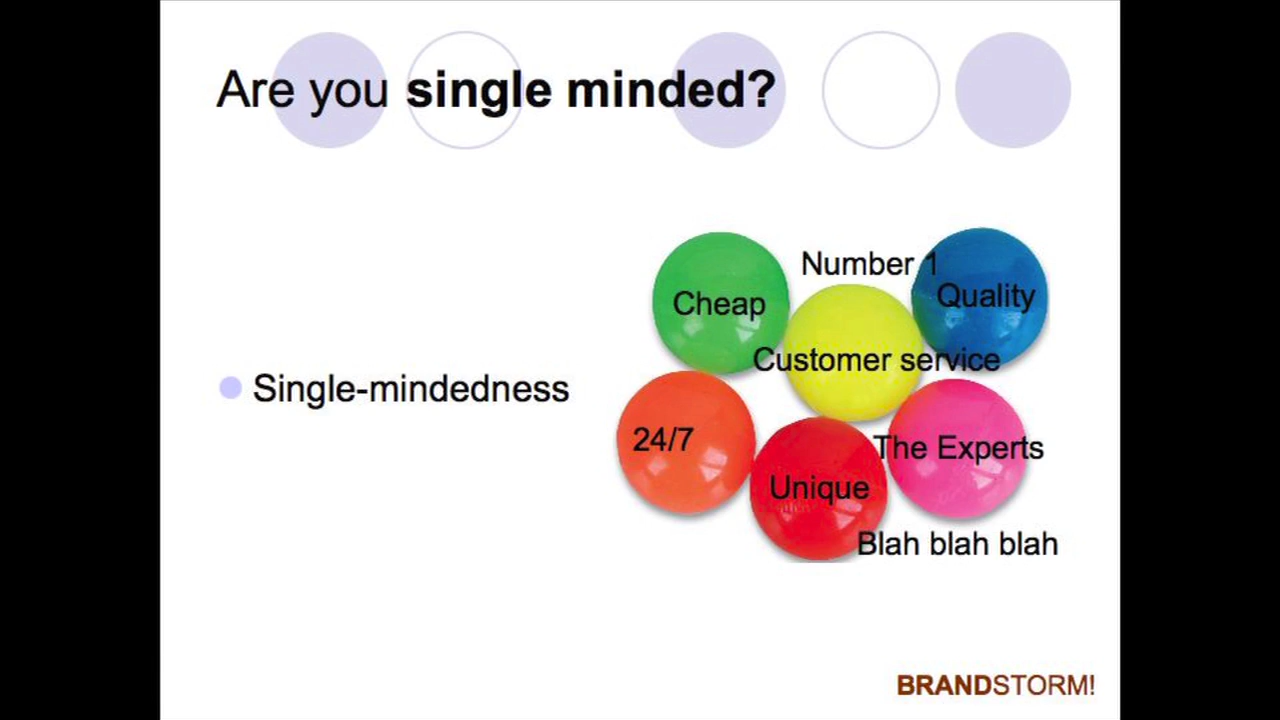 Are you single minded?
Number 1
Quality
Cheap
Customer service
Single-mindedness
24/7
The Experts
Unique
Blah blah blah
BRANDSTORM!